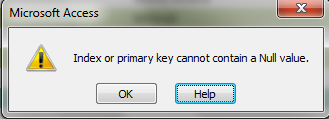 Microsoft Access
Index or primary key cannot contain a Null value.
OK Help